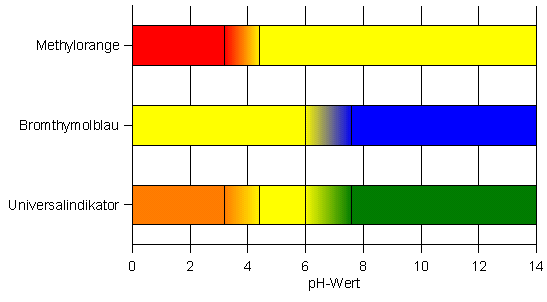 Methylorange
Bromthymolblau
Universalindikator
0 2 4 6 8 10 12 14
pH-Wert